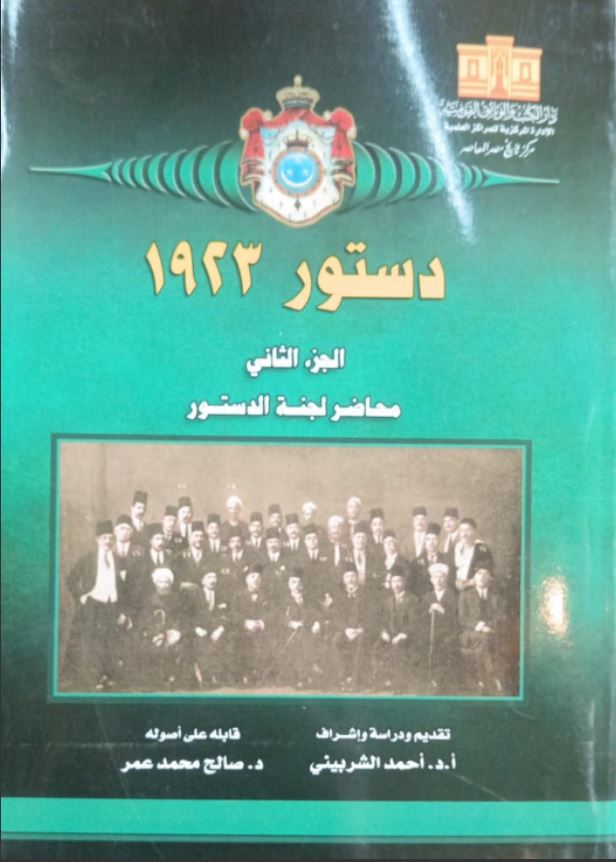 دار الكتب والوثائق القومية
الإدارة المركزية للمراكز العلمية
مركز تاريخ مصر المعاصر
دستور ١٩٢٣
الجزء الثاني
محاضر لجنة الدستور
تقديم ودراسة وإشراف
أ.د. أحمد الشربيني
قابله على أصوله
د. صالح محمد عمر